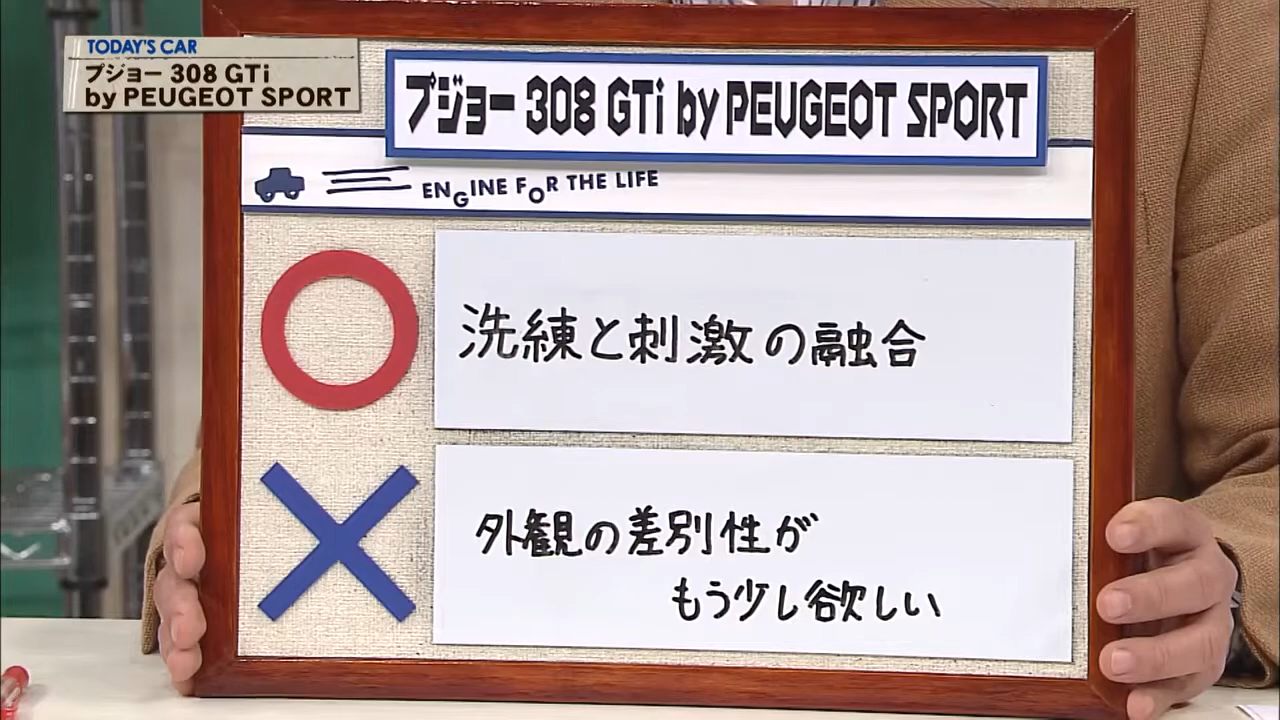 TODAY'S CAR
プジョー 308 GTi
by PEUGEOT SPORT
プジョー 308 GTi by PEUGEOT SPORT
ENGINE FOR THE LIFE
洗練と刺激の融合
外観の差別性が
もう少し欲しい